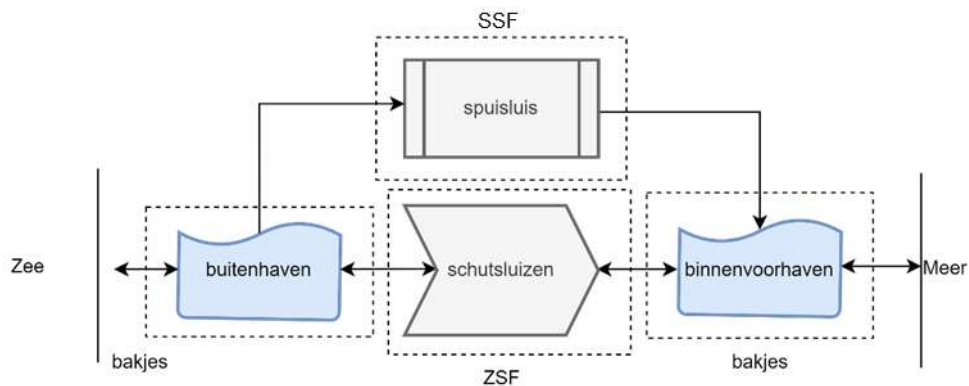 SSF
spuisluis
Zee
buitenhaven
schutsluizen
binnenvoorhaven
Meer
bakjes
ZSF
bakjes